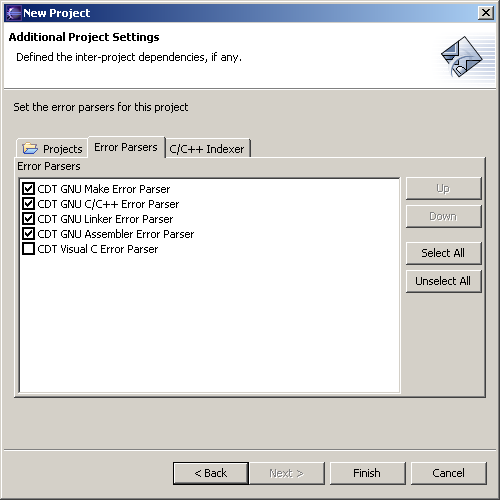 New Project
Additional Project Settings
Defined the inter-project dependencies, if any.
Set the error parsers for this project
Projects Error Parsers C/C++ Indexer
Error Parsers
CDT GNU Make Error Parser
CDT GNU C/C++ Error Parser
CDT GNU Linker Error Parser
CDT GNU Assembler Error Parser
CDT Visual C Error Parser
Up
Down
Select All
Unselect All
< Back Next > Finish Cancel